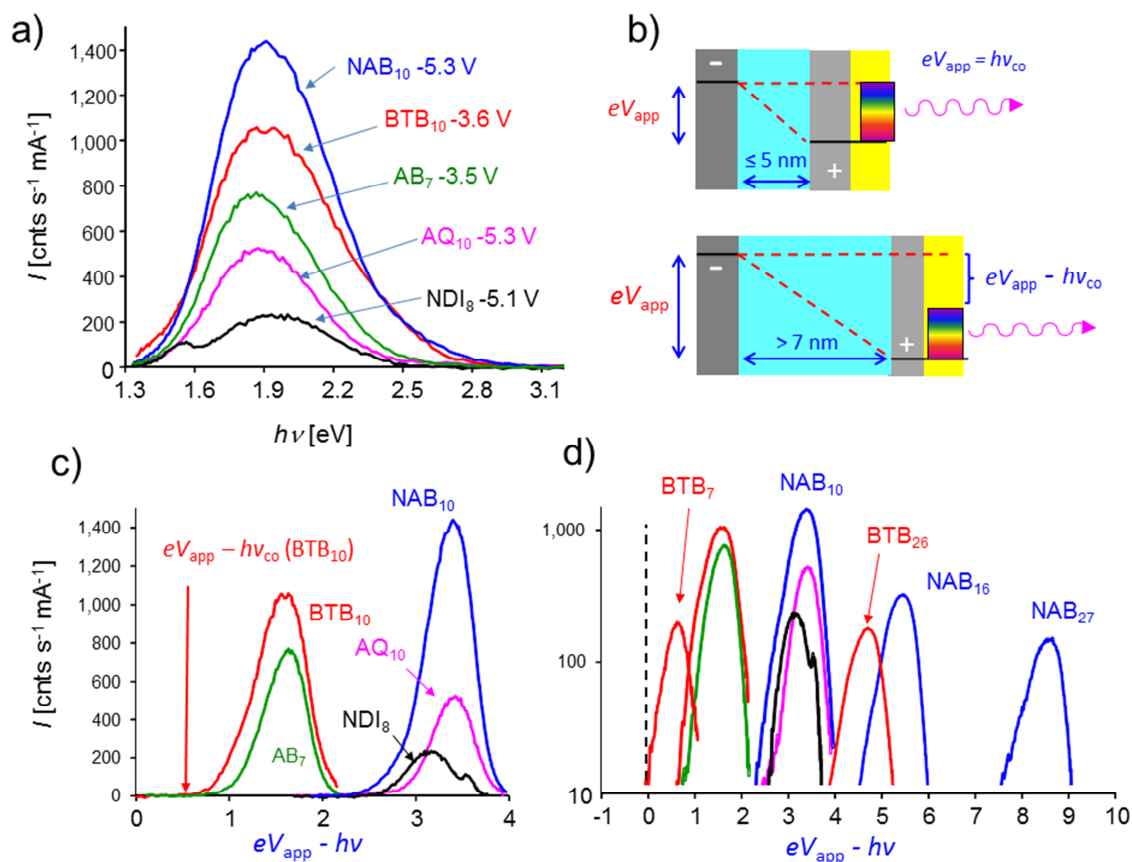 a)
I [cnts s⁻¹ mA⁻¹]
1,400
1,200
1,000
800
600
400
200
0
NAB₁₀ -5.3 V
BTB₁₀ -3.6 V
AB₇ -3.5 V
AQ₁₀ -5.3 V
NDI₈ -5.1 V
1.3 1.6 1.9 2.2 2.5 2.8 3.1
hν [eV]
b)
-
eVapp = hνco
eVapp
≤ 5 nm
+
-
eVapp
eVapp - hνco
> 7 nm
+
c)
I [cnts s⁻¹ mA⁻¹]
1,400
1,200
1,000
800
600
400
200
0
eVapp – hνco (BTB₁₀)
NAB₁₀
BTB₁₀
AQ₁₀
NDI₈
AB₇
0 1 2 3 4
eVapp - hν
d)
1,000
100
10
BTB₇
NAB₁₀
BTB₂₆
NAB₁₆
NAB₂₇
-1 0 1 2 3 4 5 6 7 8 9 10
eVapp - hν